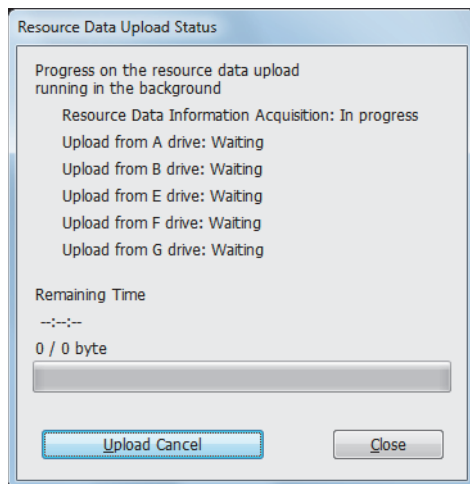 Resource Data Upload Status
Progress on the resource data upload
running in the background
Resource Data Information Acquisition: In progress
Upload from A drive: Waiting
Upload from B drive: Waiting
Upload from E drive: Waiting
Upload from F drive: Waiting
Upload from G drive: Waiting
Remaining Time
--:--:--
0 / 0 byte
Upload Cancel
Close